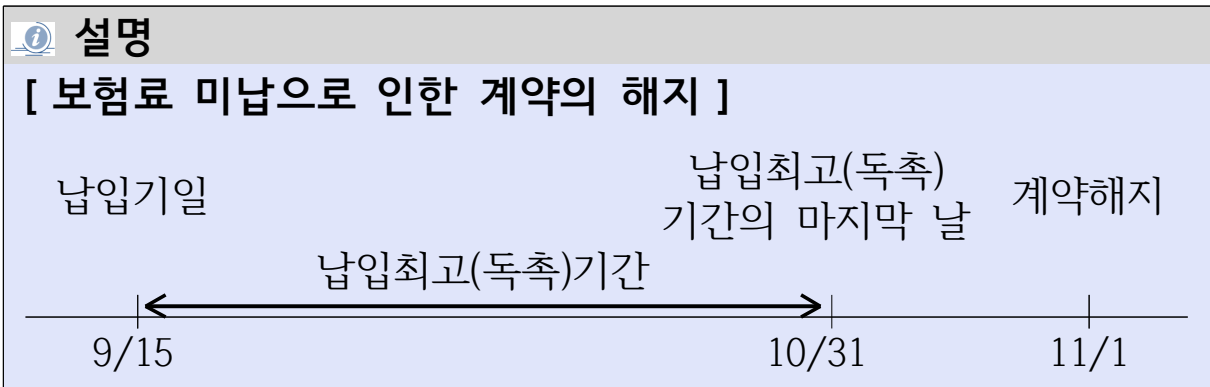 설명
[ 보험료 미납으로 인한 계약의 해지 ]
납입기일
납입최고(독촉)
기간의 마지막 날
계약해지
납입최고(독촉)기간
9/15
10/31
11/1